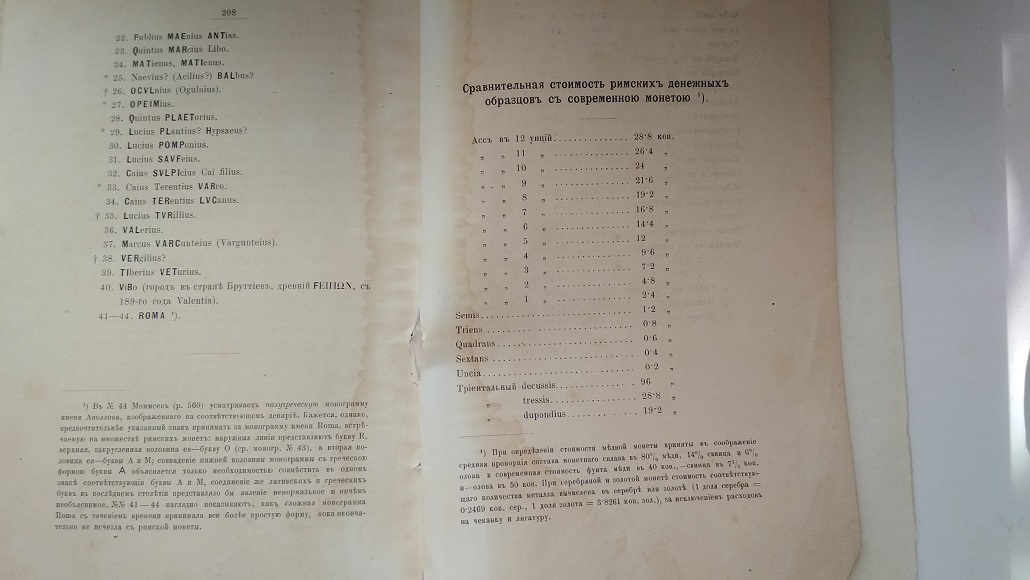 208
22. Publius MAEnius ANTias.
23. Quintus MARcius Libo.
24. MATienus, MATIenus.
* 25. Naevius? (Acilius?) BALbus?
† 26. OCVLnius (Ogulnius).
* 27. OPEIMius.
28. Quintus PLAETorius.
* 29. Lucius PLautius? Hypsaeus?
30. Lucius POMPonius.
31. Lucius SAVFeius.
32. Caius SVLPIcius Cai filius.
* 33. Caius Terentius VARro.
34. Caius TERentius LVCanus.
† 35. Lucius TVRillius.
36. VALerius.
37. Marcus VARCunteius (Vargunteius).
† 38. VERgilius?
39. TIberius VETurius.
40. ViBo (городъ въ странѣ Бруттіевъ, древній ϜΕΙΠΩΝ, съ
189-го года Valentia).
41—44. ROMA ¹).
¹) Въ № 44 Моммсенъ (p. 560) усматриваетъ полугреческую монограмму
имени Аполлона, изображеннаго на соотвѣтствующемъ денаріѣ. Кажется, однако,
предпочтительнѣе указанный знакъ принимать за монограмму имени Roma, встрѣ-
чаемую на множествѣ римскихъ монетъ: наружныя линіи представляютъ букву R,
верхняя, закругленная половина ея—букву O (ср. моногр. № 43), и вторая по-
ловина ея—буквы A и M; совпаденіе нижней половины монограммы съ греческою
формою буквы A объясняется только необходимостью совмѣстить въ одномъ
знакѣ соотвѣтствующія буквы A и M, соединеніе же латинскихъ и греческихъ
буквъ въ послѣднемъ столѣтіи представляло бы явленіе ненормальное и ничѣмъ
необъяснимое. №№ 41—44 наглядно показываютъ, какъ сложная монограмма
Roma съ теченіемъ времени принимала все болѣе простую форму, пока оконча-
тельно не исчезла съ римской монеты.
Сравнительная стоимость римскихъ денежныхъ
образцовъ съ современною монетою ¹).
Ассъ въ 12 унцій. . . . . . . . . . . . . 28·8 коп.
„ „ 11 „ . . . . . . . . . . . . . 26·4 „
„ „ 10 „ . . . . . . . . . . . . . 24 „
„ „ 9 „ . . . . . . . . . . . . . 21·6 „
„ „ 8 „ . . . . . . . . . . . . . 19·2 „
„ „ 7 „ . . . . . . . . . . . . . 16·8 „
„ „ 6 „ . . . . . . . . . . . . . 14·4 „
„ „ 5 „ . . . . . . . . . . . . . 12 „
„ „ 4 „ . . . . . . . . . . . . . 9·6 „
„ „ 3 „ . . . . . . . . . . . . . 7·2 „
„ „ 2 „ . . . . . . . . . . . . . 4·8 „
„ „ 1 „ . . . . . . . . . . . . . 2·4 „
Semis. . . . . . . . . . . . . . . . . . . . 1·2 „
Triens . . . . . . . . . . . . . . . . . . . 0·8 „
Quadrans . . . . . . . . . . . . . . . . . . 0·6 „
Sextans . . . . . . . . . . . . . . . . . . 0·4 „
Uncia. . . . . . . . . . . . . . . . . . . . 0·2 „
Тріентальный decussis. . . . . . . . . . 96 „
„ tressis. . . . . . . . . . . 28·8 „
„ dupondius. . . . . . . . . 19·2 „
¹) При опредѣленіи стоимости мѣдной монеты приняты въ соображеніе
средняя пропорція состава монетнаго сплава въ 80% мѣди, 14% свинца и 6%
олова и современная стоимость фунта мѣди въ 40 коп.,—свинца въ 7½ коп.
и—олова въ 50 коп. При серебряной и золотой монетѣ стоимость соотвѣтствую-
щаго количества металла вычислена въ серебрѣ или золотѣ (1 доля серебра =
0·2469 коп. сер., 1 доля золота = 3·8261 коп. зол.), за исключеніемъ расходовъ
на чеканку и лигатуру.